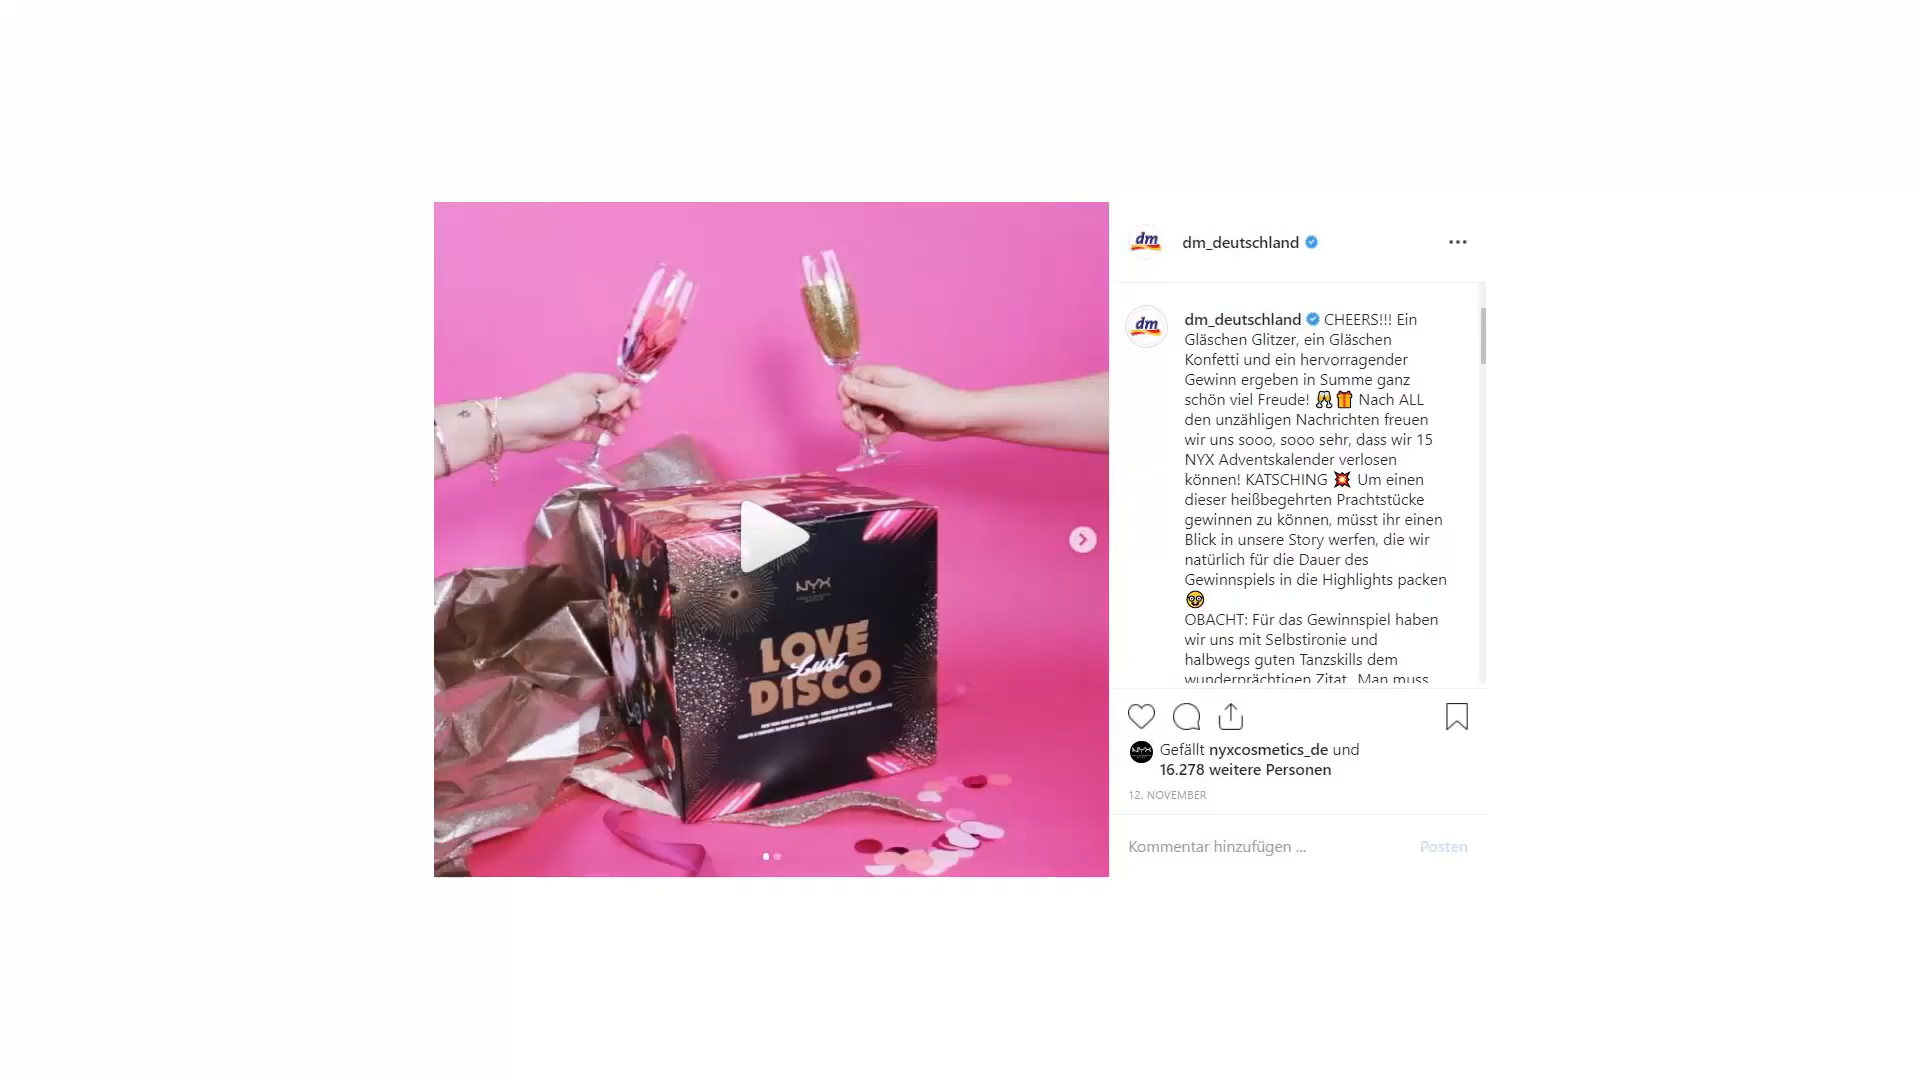 NYX
LOVE
Lust
DISCO
dm
dm_deutschland
dm
dm_deutschland CHEERS!!! Ein
Gläschen Glitzer, ein Gläschen
Konfetti und ein hervorragender
Gewinn ergeben in Summe ganz
schön viel Freude! 🥂🎁 Nach ALL
den unzähligen Nachrichten freuen
wir uns sooo, sooo sehr, dass wir 15
NYX Adventskalender verlosen
können! KATSCHING 💥 Um einen
dieser heißbegehrten Prachtstücke
gewinnen zu können, müsst ihr einen
Blick in unsere Story werfen, die wir
natürlich für die Dauer des
Gewinnspiels in die Highlights packen
🤓
OBACHT: Für das Gewinnspiel haben
wir uns mit Selbstironie und
halbwegs guten Tanzskills dem
wunderprächtigen Zitat „Man muss
Gefällt nyxcosmetics_de und
16.278 weitere Personen
12. NOVEMBER
Kommentar hinzufügen ...
Posten